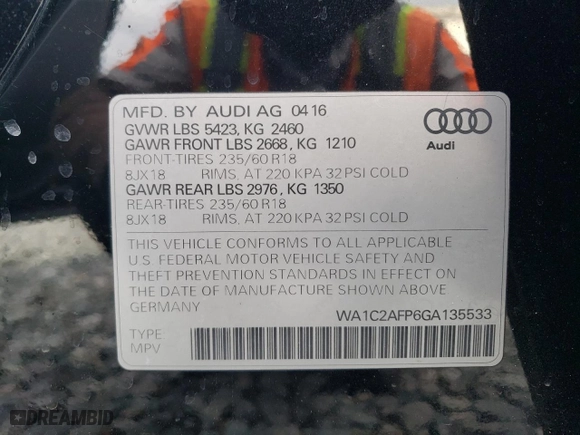 MFD. BY AUDI AG 04 16
GVWR LBS 5423, KG 2460
GAWR FRONT LBS 2668, KG 1210
FRONT-TIRES 235/60 R18
8JX18 RIMS, AT 220 KPA 32 PSI COLD
GAWR REAR LBS 2976, KG 1350
REAR-TIRES 235/60 R18
8JX18 RIMS, AT 220 KPA 32 PSI COLD
Audi
THIS VEHICLE CONFORMS TO ALL APPLICABLE
U.S. FEDERAL MOTOR VEHICLE SAFETY AND
THEFT PREVENTION STANDARDS IN EFFECT ON
THE DATE OF MANUFACTURE SHOWN ABOVE
GERMANY
WA1C2AFP6GA135533
TYPE:
MPV
DREAMBID